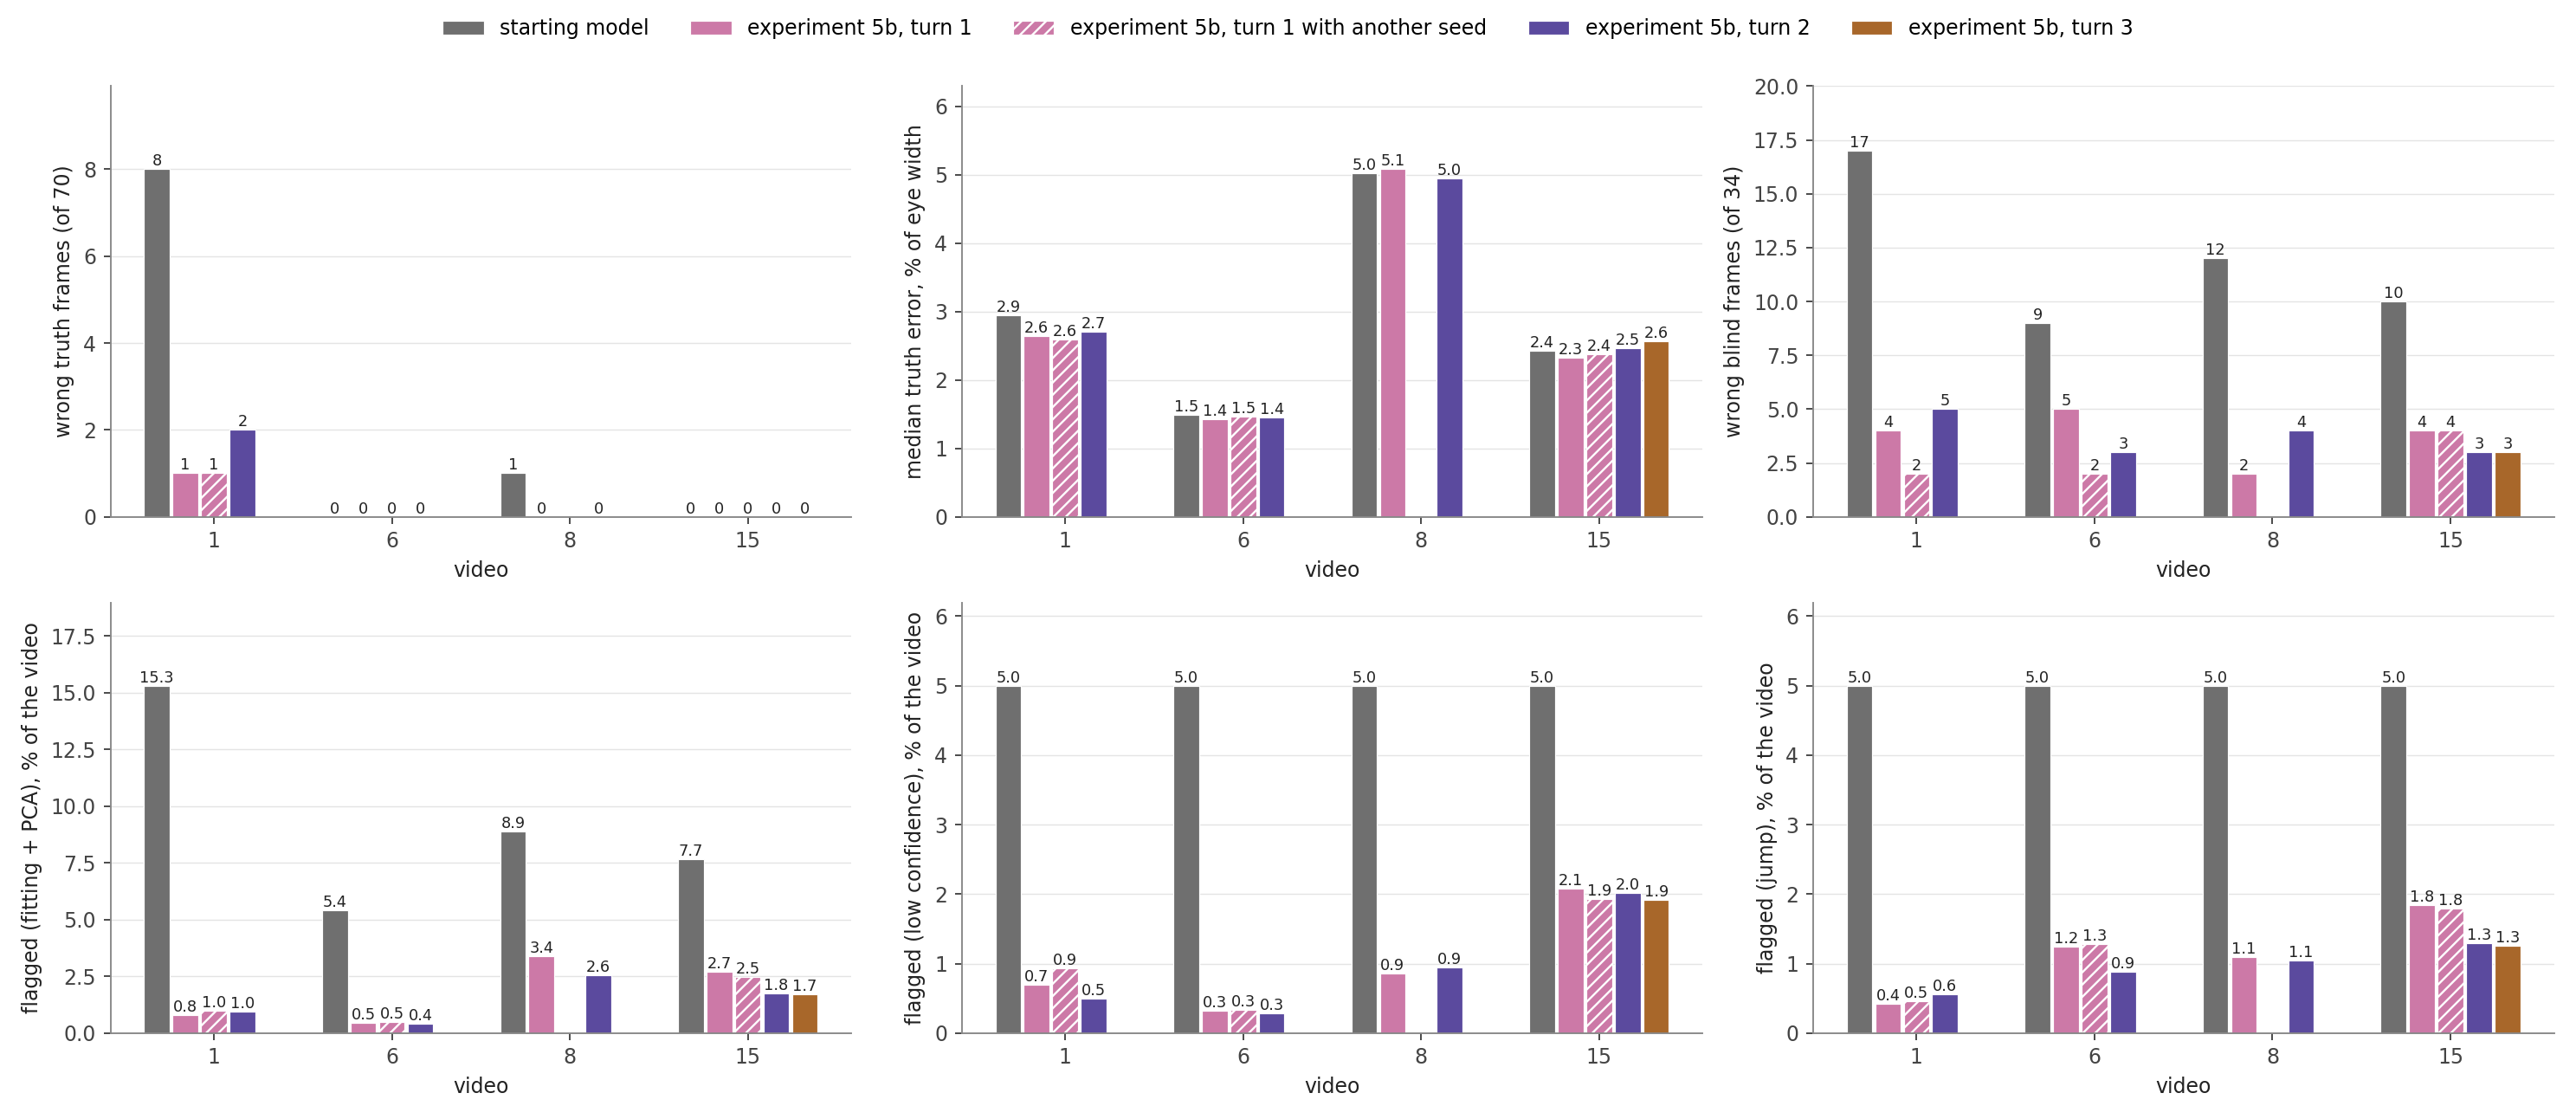 starting model
experiment 5b, turn 1
experiment 5b, turn 1 with another seed
experiment 5b, turn 2
experiment 5b, turn 3
wrong truth frames (of 70)
8
6
4
2
0
8 1 1 2
0 0 0 0
1 0 0
0 0 0 0 0
1 6 8 15
video
median truth error, % of eye width
6
5
4
3
2
1
0
2.9 2.6 2.6 2.7
1.5 1.4 1.5 1.4
5.0 5.1 5.0
2.4 2.3 2.4 2.5 2.6
1 6 8 15
video
wrong blind frames (of 34)
20.0
17.5
15.0
12.5
10.0
7.5
5.0
2.5
0.0
17 4 2 5
9 5 2 3
12 2 4
10 4 4 3 3
1 6 8 15
video
flagged (fitting + PCA), % of the video
17.5
15.0
12.5
10.0
7.5
5.0
2.5
0.0
15.3 0.8 1.0 1.0
5.4 0.5 0.5 0.4
8.9 3.4 2.6
7.7 2.7 2.5 1.8 1.7
1 6 8 15
video
flagged (low confidence), % of the video
6
5
4
3
2
1
0
5.0 0.7 0.9 0.5
5.0 0.3 0.3 0.3
5.0 0.9 0.9
5.0 2.1 1.9 2.0 1.9
1 6 8 15
video
flagged (jump), % of the video
6
5
4
3
2
1
0
5.0 0.4 0.5 0.6
5.0 1.2 1.3 0.9
5.0 1.1 1.1
5.0 1.8 1.8 1.3 1.3
1 6 8 15
video